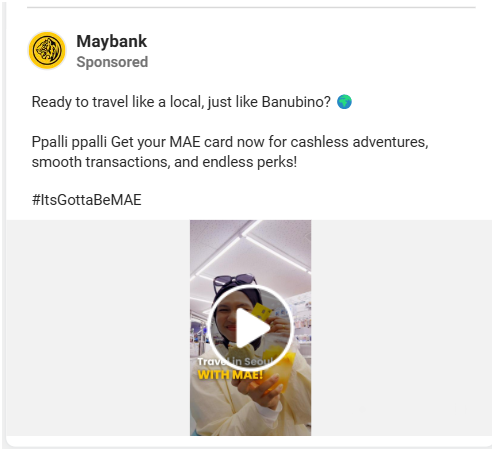 Maybank
Sponsored
Ready to travel like a local, just like Banubino? 🌍
Ppalli ppalli Get your MAE card now for cashless adventures,
smooth transactions, and endless perks!
#ItsGottaBeMAE
Travel in Seoul
WITH MAE!